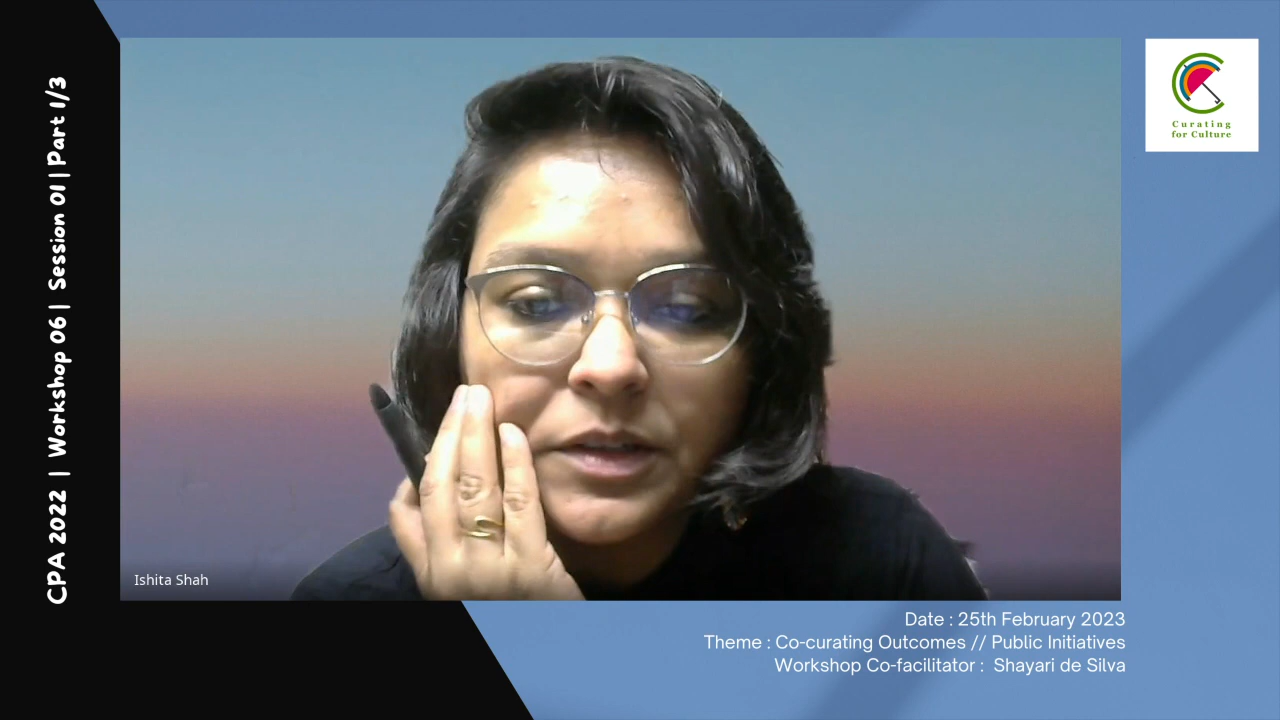 CPA 2022 | Workshop 06 | Session 01 | Part 1/3
Curating
for Culture
Ishita Shah
Date : 25th February 2023
Theme : Co-curating Outcomes // Public Initiatives
Workshop Co-facilitator : Shayari de Silva